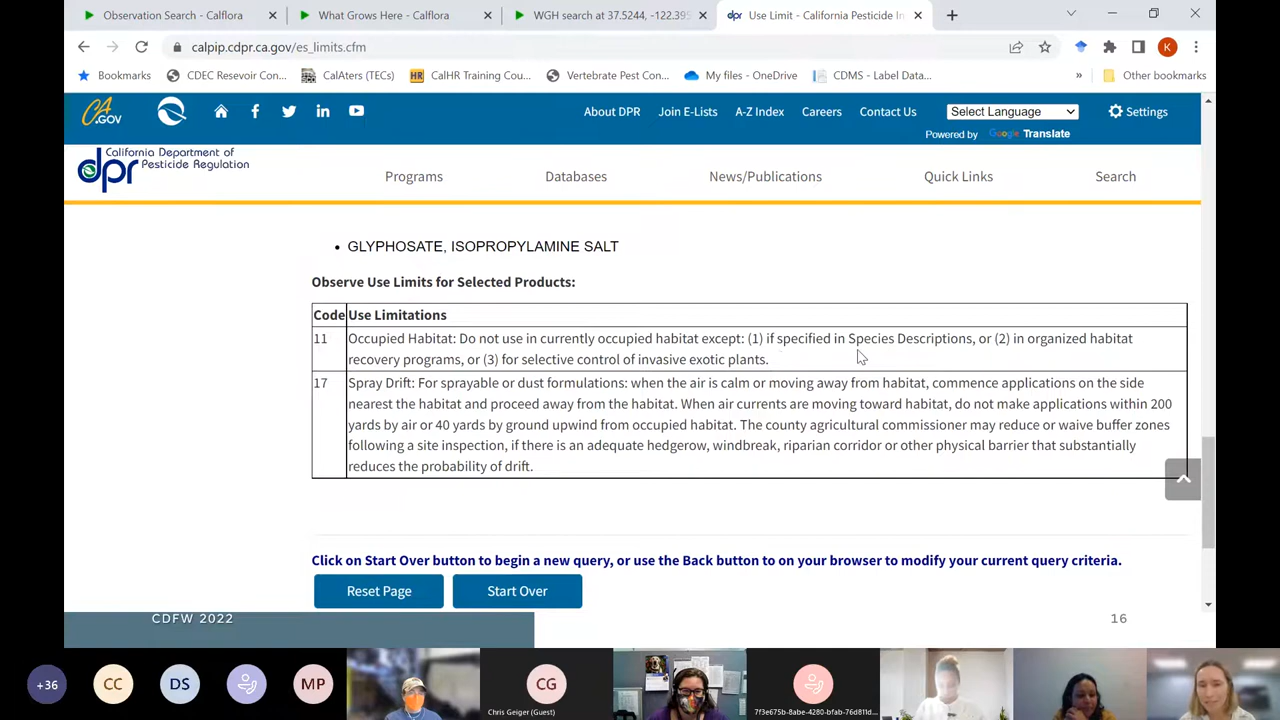 Observation Search - Calflora
What Grows Here - Calflora
WGH search at 37.5244, -122.395
dpr Use Limit - California Pesticide In
calpip.cdpr.ca.gov/es_limits.cfm
K
Bookmarks
CDEC Resevoir Con...
CalAters (TECs)
HR CalHR Training Cou...
Vertebrate Pest Con...
My files - OneDrive
CDMS - Label Data...
»
Other bookmarks
CA.GOV
About DPR
Join E-Lists
A-Z Index
Careers
Contact Us
Select Language
Settings
Powered by Google Translate
dpr California Department of
Pesticide Regulation
Programs
Databases
News/Publications
Quick Links
Search
• GLYPHOSATE, ISOPROPYLAMINE SALT
Observe Use Limits for Selected Products:
Code Use Limitations
11 Occupied Habitat: Do not use in currently occupied habitat except: (1) if specified in Species Descriptions, or (2) in organized habitat
recovery programs, or (3) for selective control of invasive exotic plants.
17 Spray Drift: For sprayable or dust formulations: when the air is calm or moving away from habitat, commence applications on the side
nearest the habitat and proceed away from the habitat. When air currents are moving toward habitat, do not make applications within 200
yards by air or 40 yards by ground upwind from occupied habitat. The county agricultural commissioner may reduce or waive buffer zones
following a site inspection, if there is an adequate hedgerow, windbreak, riparian corridor or other physical barrier that substantially
reduces the probability of drift.
Click on Start Over button to begin a new query, or use the Back button to on your browser to modify your current query criteria.
Reset Page
Start Over
CDFW 2022
16
+36
CC
DS
MP
CG
Chris Geiger (Guest)
7f3e675b-8abe-4280-bfab-76d811d...